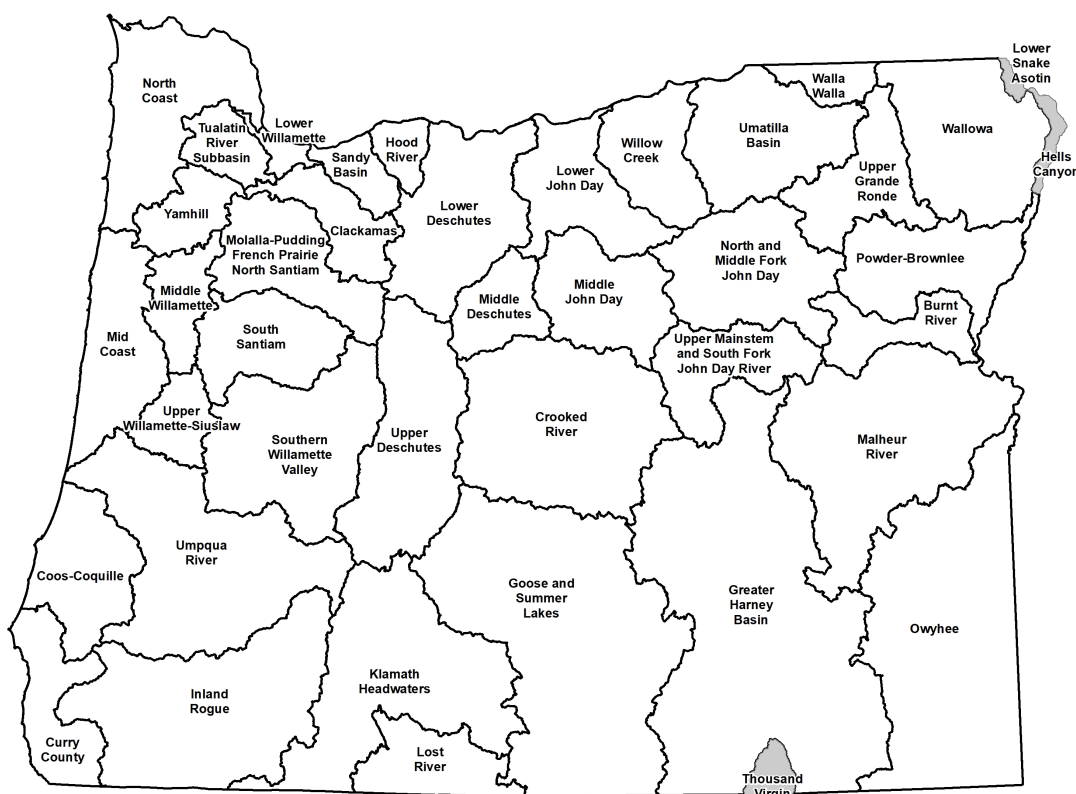 Lower
Snake
Asotin
North
Coast
Walla
Walla
Wallowa
Tualatin
River
Subbasin
Lower
Willamette
Sandy
Basin
Hood
River
Willow
Creek
Umatilla
Basin
Hells
Canyon
Lower
John Day
Upper
Grande
Ronde
Yamhill
Lower
Deschutes
Clackamas
Molalla-Pudding
French Prairie
North Santiam
North and
Middle Fork
John Day
Powder-Brownlee
Middle
Willamette
Middle
Deschutes
Middle
John Day
Burnt
River
Mid
Coast
South
Santiam
Upper Mainstem
and South Fork
John Day River
Upper
Willamette-Siuslaw
Southern
Willamette
Valley
Upper
Deschutes
Crooked
River
Malheur
River
Umpqua
River
Coos-Coquille
Goose and
Summer
Lakes
Greater
Harney
Basin
Owyhee
Klamath
Headwaters
Inland
Rogue
Curry
County
Lost
River
Thousand
Virgin